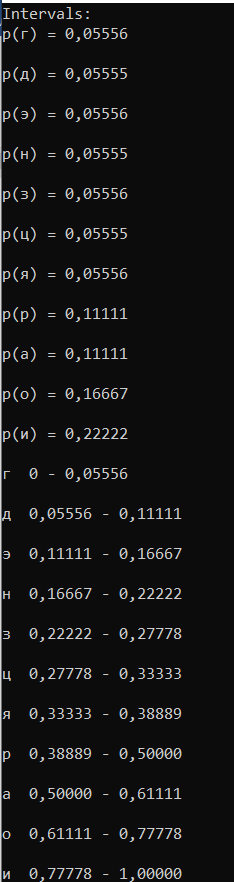 Intervals:
p(г) = 0,05556
p(д) = 0,05555
p(э) = 0,05556
p(н) = 0,05555
p(з) = 0,05556
p(ц) = 0,05555
p(я) = 0,05556
p(р) = 0,11111
p(а) = 0,11111
p(о) = 0,16667
p(и) = 0,22222
г  0 - 0,05556
д  0,05556 - 0,11111
э  0,11111 - 0,16667
н  0,16667 - 0,22222
з  0,22222 - 0,27778
ц  0,27778 - 0,33333
я  0,33333 - 0,38889
р  0,38889 - 0,50000
а  0,50000 - 0,61111
о  0,61111 - 0,77778
и  0,77778 - 1,00000